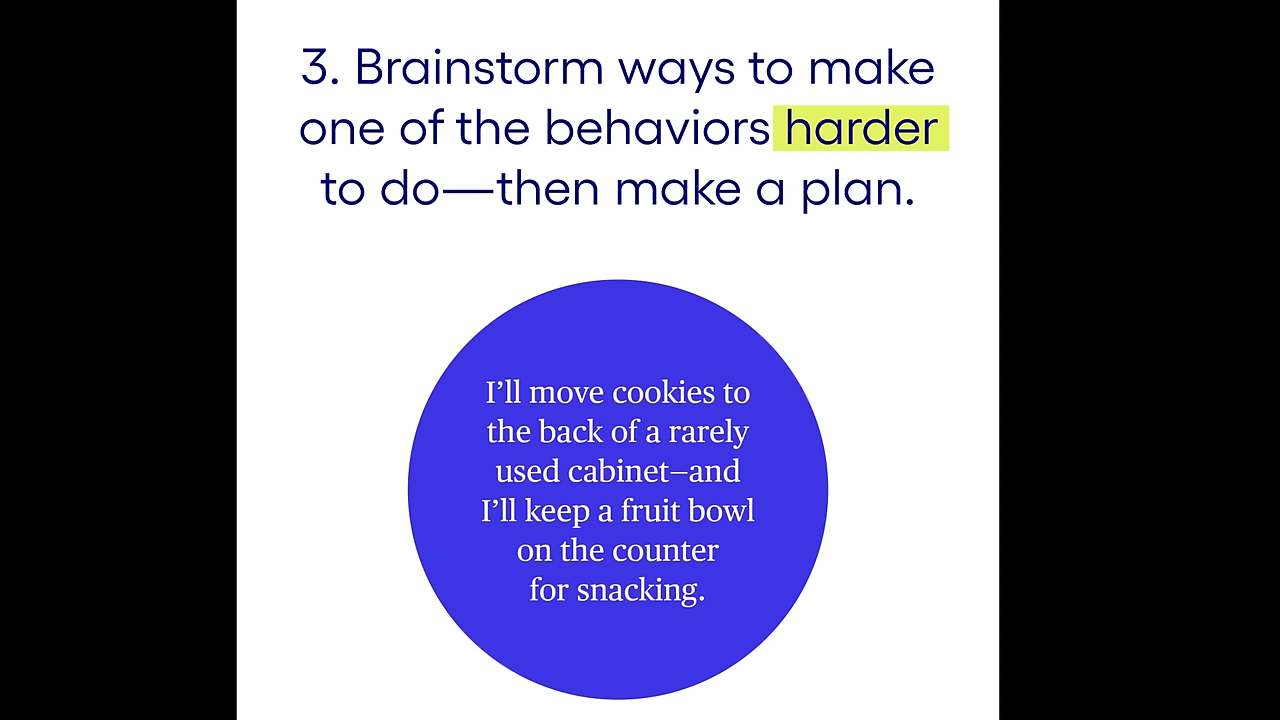 3. Brainstorm ways to make
one of the behaviors harder
to do—then make a plan.
I’ll move cookies to
the back of a rarely
used cabinet—and
I’ll keep a fruit bowl
on the counter
for snacking.